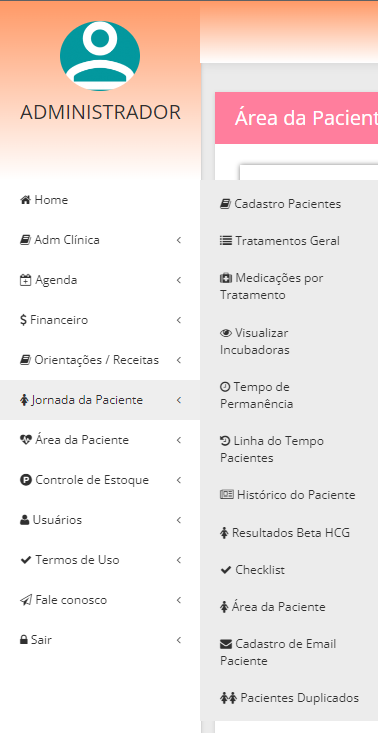 ADMINISTRADOR
Home
Adm Clínica
Agenda
Financeiro
Orientações / Receitas
Jornada da Paciente
Área da Paciente
Controle de Estoque
Usuários
Termos de Uso
Fale conosco
Sair
Área da Pacient
Cadastro Pacientes
Tratamentos Geral
Medicações por
Tratamento
Visualizar
Incubadoras
Tempo de
Permanência
Linha do Tempo
Pacientes
Histórico do Paciente
Resultados Beta HCG
Checklist
Área da Paciente
Cadastro de Email
Paciente
Pacientes Duplicados